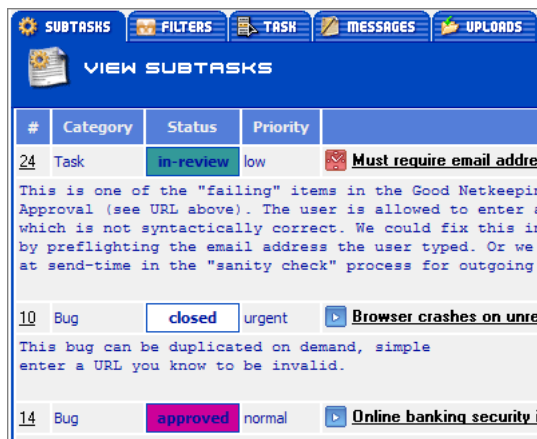 SUBTASKS FILTERS TASK MESSAGES UPLOADS
VIEW SUBTASKS
# Category Status Priority
24 Task in-review low Must require email addre
This is one of the "failing" items in the Good Netkeepin
Approval (see URL above). The user is allowed to enter a
which is not syntactically correct. We could fix this in
by preflighting the email address the user typed. Or we
at send-time in the "sanity check" process for outgoing
10 Bug closed urgent Browser crashes on unre
This bug can be duplicated on demand, simple
enter a URL you know to be invalid.
14 Bug approved normal Online banking security i